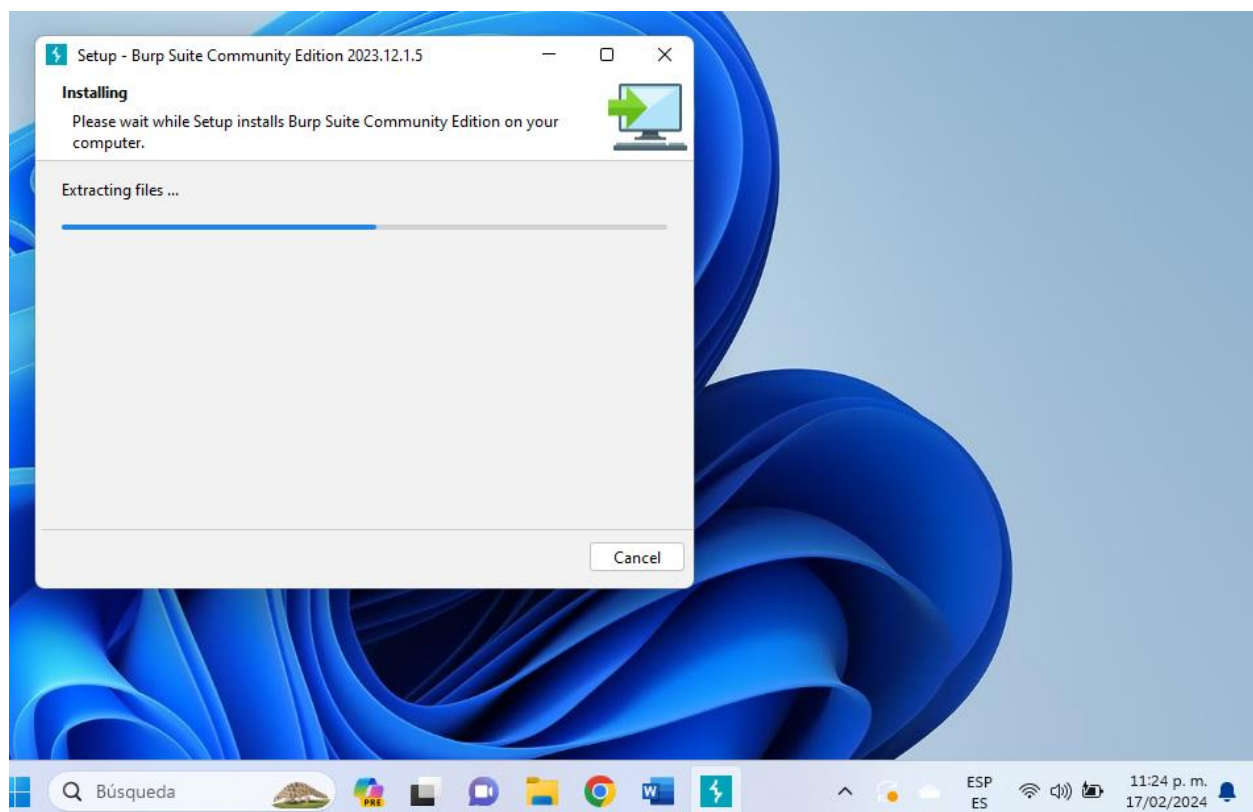 Setup - Burp Suite Community Edition 2023.12.1.5
Installing
Please wait while Setup installs Burp Suite Community Edition on your
computer.
Extracting files ...
Cancel
Búsqueda
PRE
W
ESP
ES
11:24 p. m.
17/02/2024